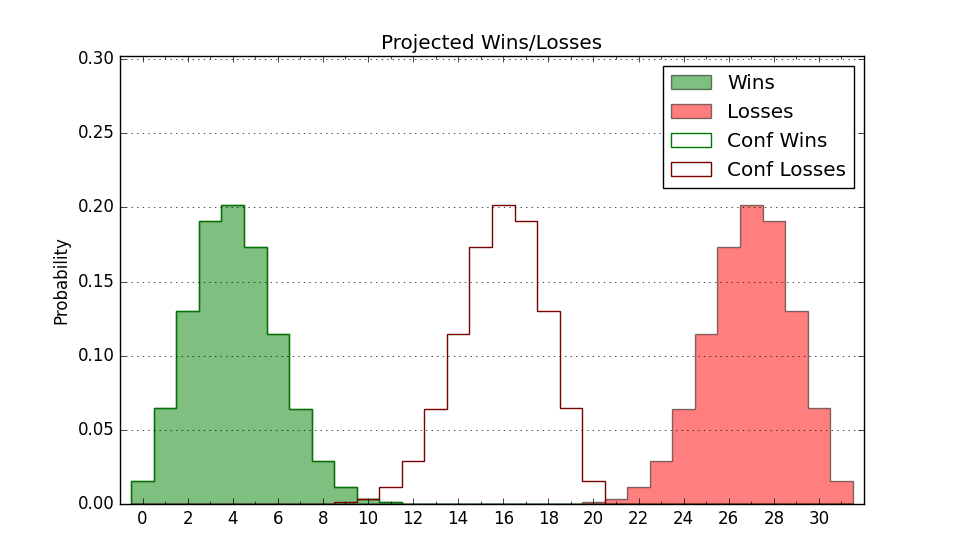 Projected Wins/Losses
0.30
0.25
0.20
0.15
0.10
0.05
0.00
Probability
Wins
Losses
Conf Wins
Conf Losses
0 2 4 6 8 10 12 14 16 18 20 22 24 26 28 30